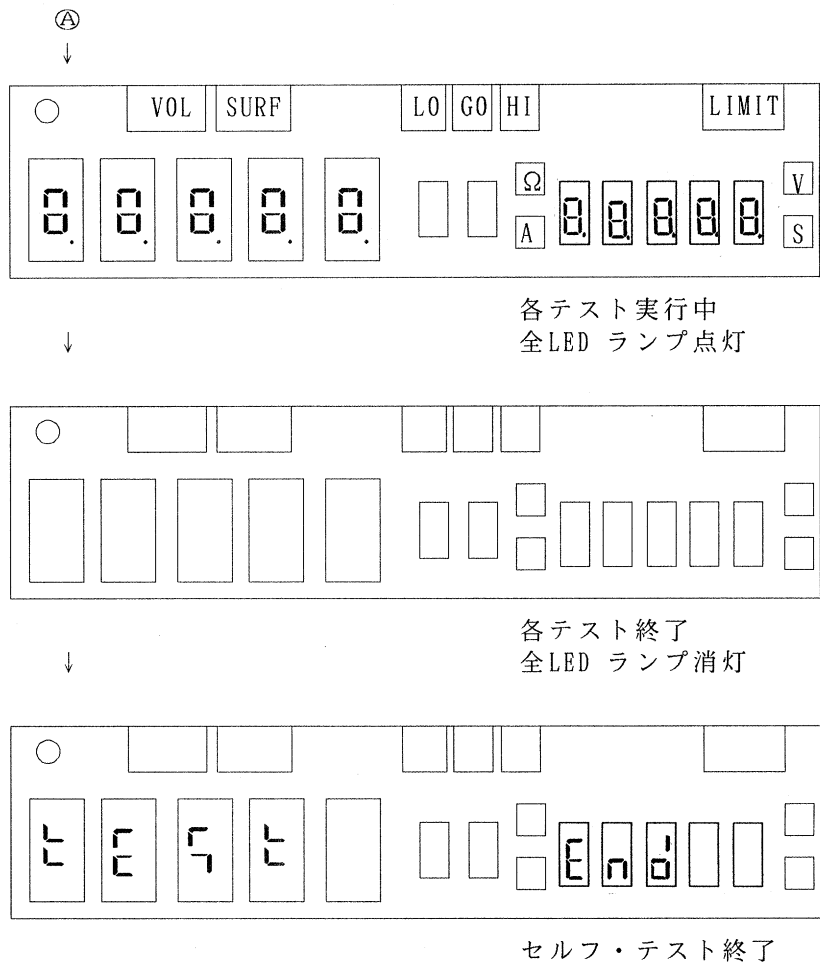 Ⓐ
↓
VOL SURF LO GO HI LIMIT
8.8.8.8.8. Ω A 8.8.8.8.8. V S
各テスト実行中
↓
全LED ランプ点灯
各テスト終了
↓
全LED ランプ消灯
tESt End
セルフ・テスト終了